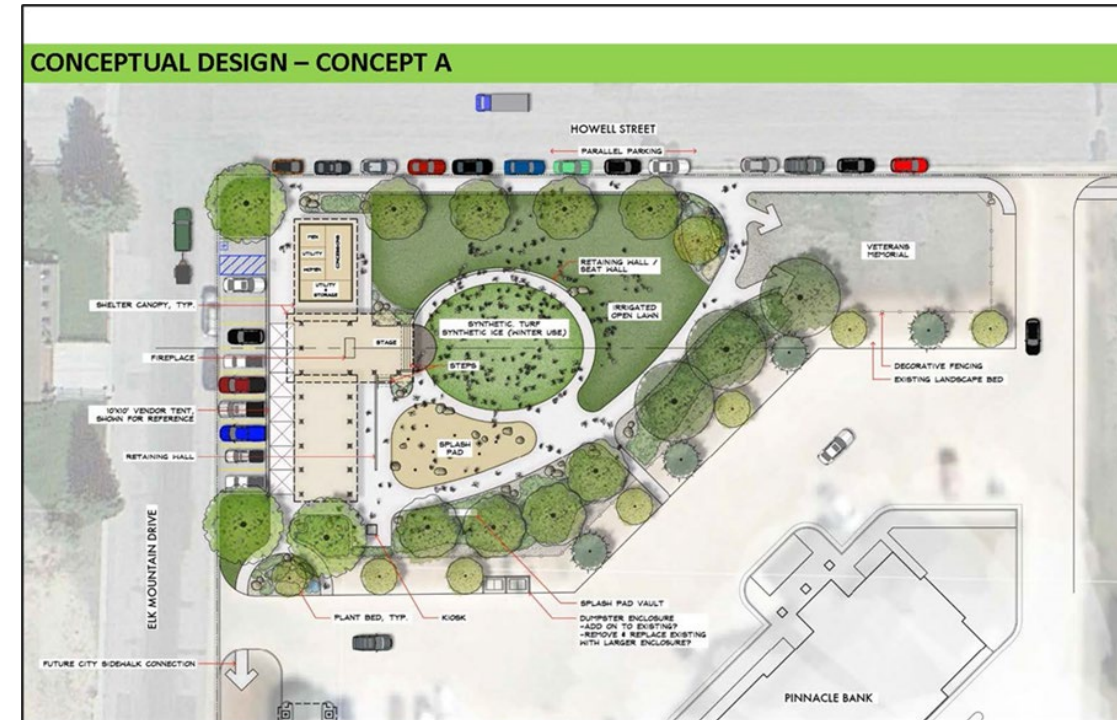 CONCEPTUAL DESIGN – CONCEPT A
HOWELL STREET
PARALLEL PARKING
MEN
UTILITY
WOMEN
CONCESSIONS
UTILITY
&
STORAGE
VETERANS
MEMORIAL
RETAINING WALL /
SEAT WALL
SHELTER CANOPY, TYP.
IRRIGATED
OPEN LAWN
SYNTHETIC TURF
SYNTHETIC ICE (WINTER USE)
STAGE
FIREPLACE
STEPS
DECORATIVE FENCING
EXISTING LANDSCAPE BED
10'X10' VENDOR TENT,
SHOWN FOR REFERENCE
SPLASH
PAD
RETAINING WALL
ELK MOUNTAIN DRIVE
PLANT BED, TYP.
KIOSK
SPLASH PAD VAULT
DUMPSTER ENCLOSURE
-ADD ON TO EXISTING?
-REMOVE & REPLACE EXISTING
WITH LARGER ENCLOSURE?
FUTURE CITY SIDEWALK CONNECTION
PINNACLE BANK